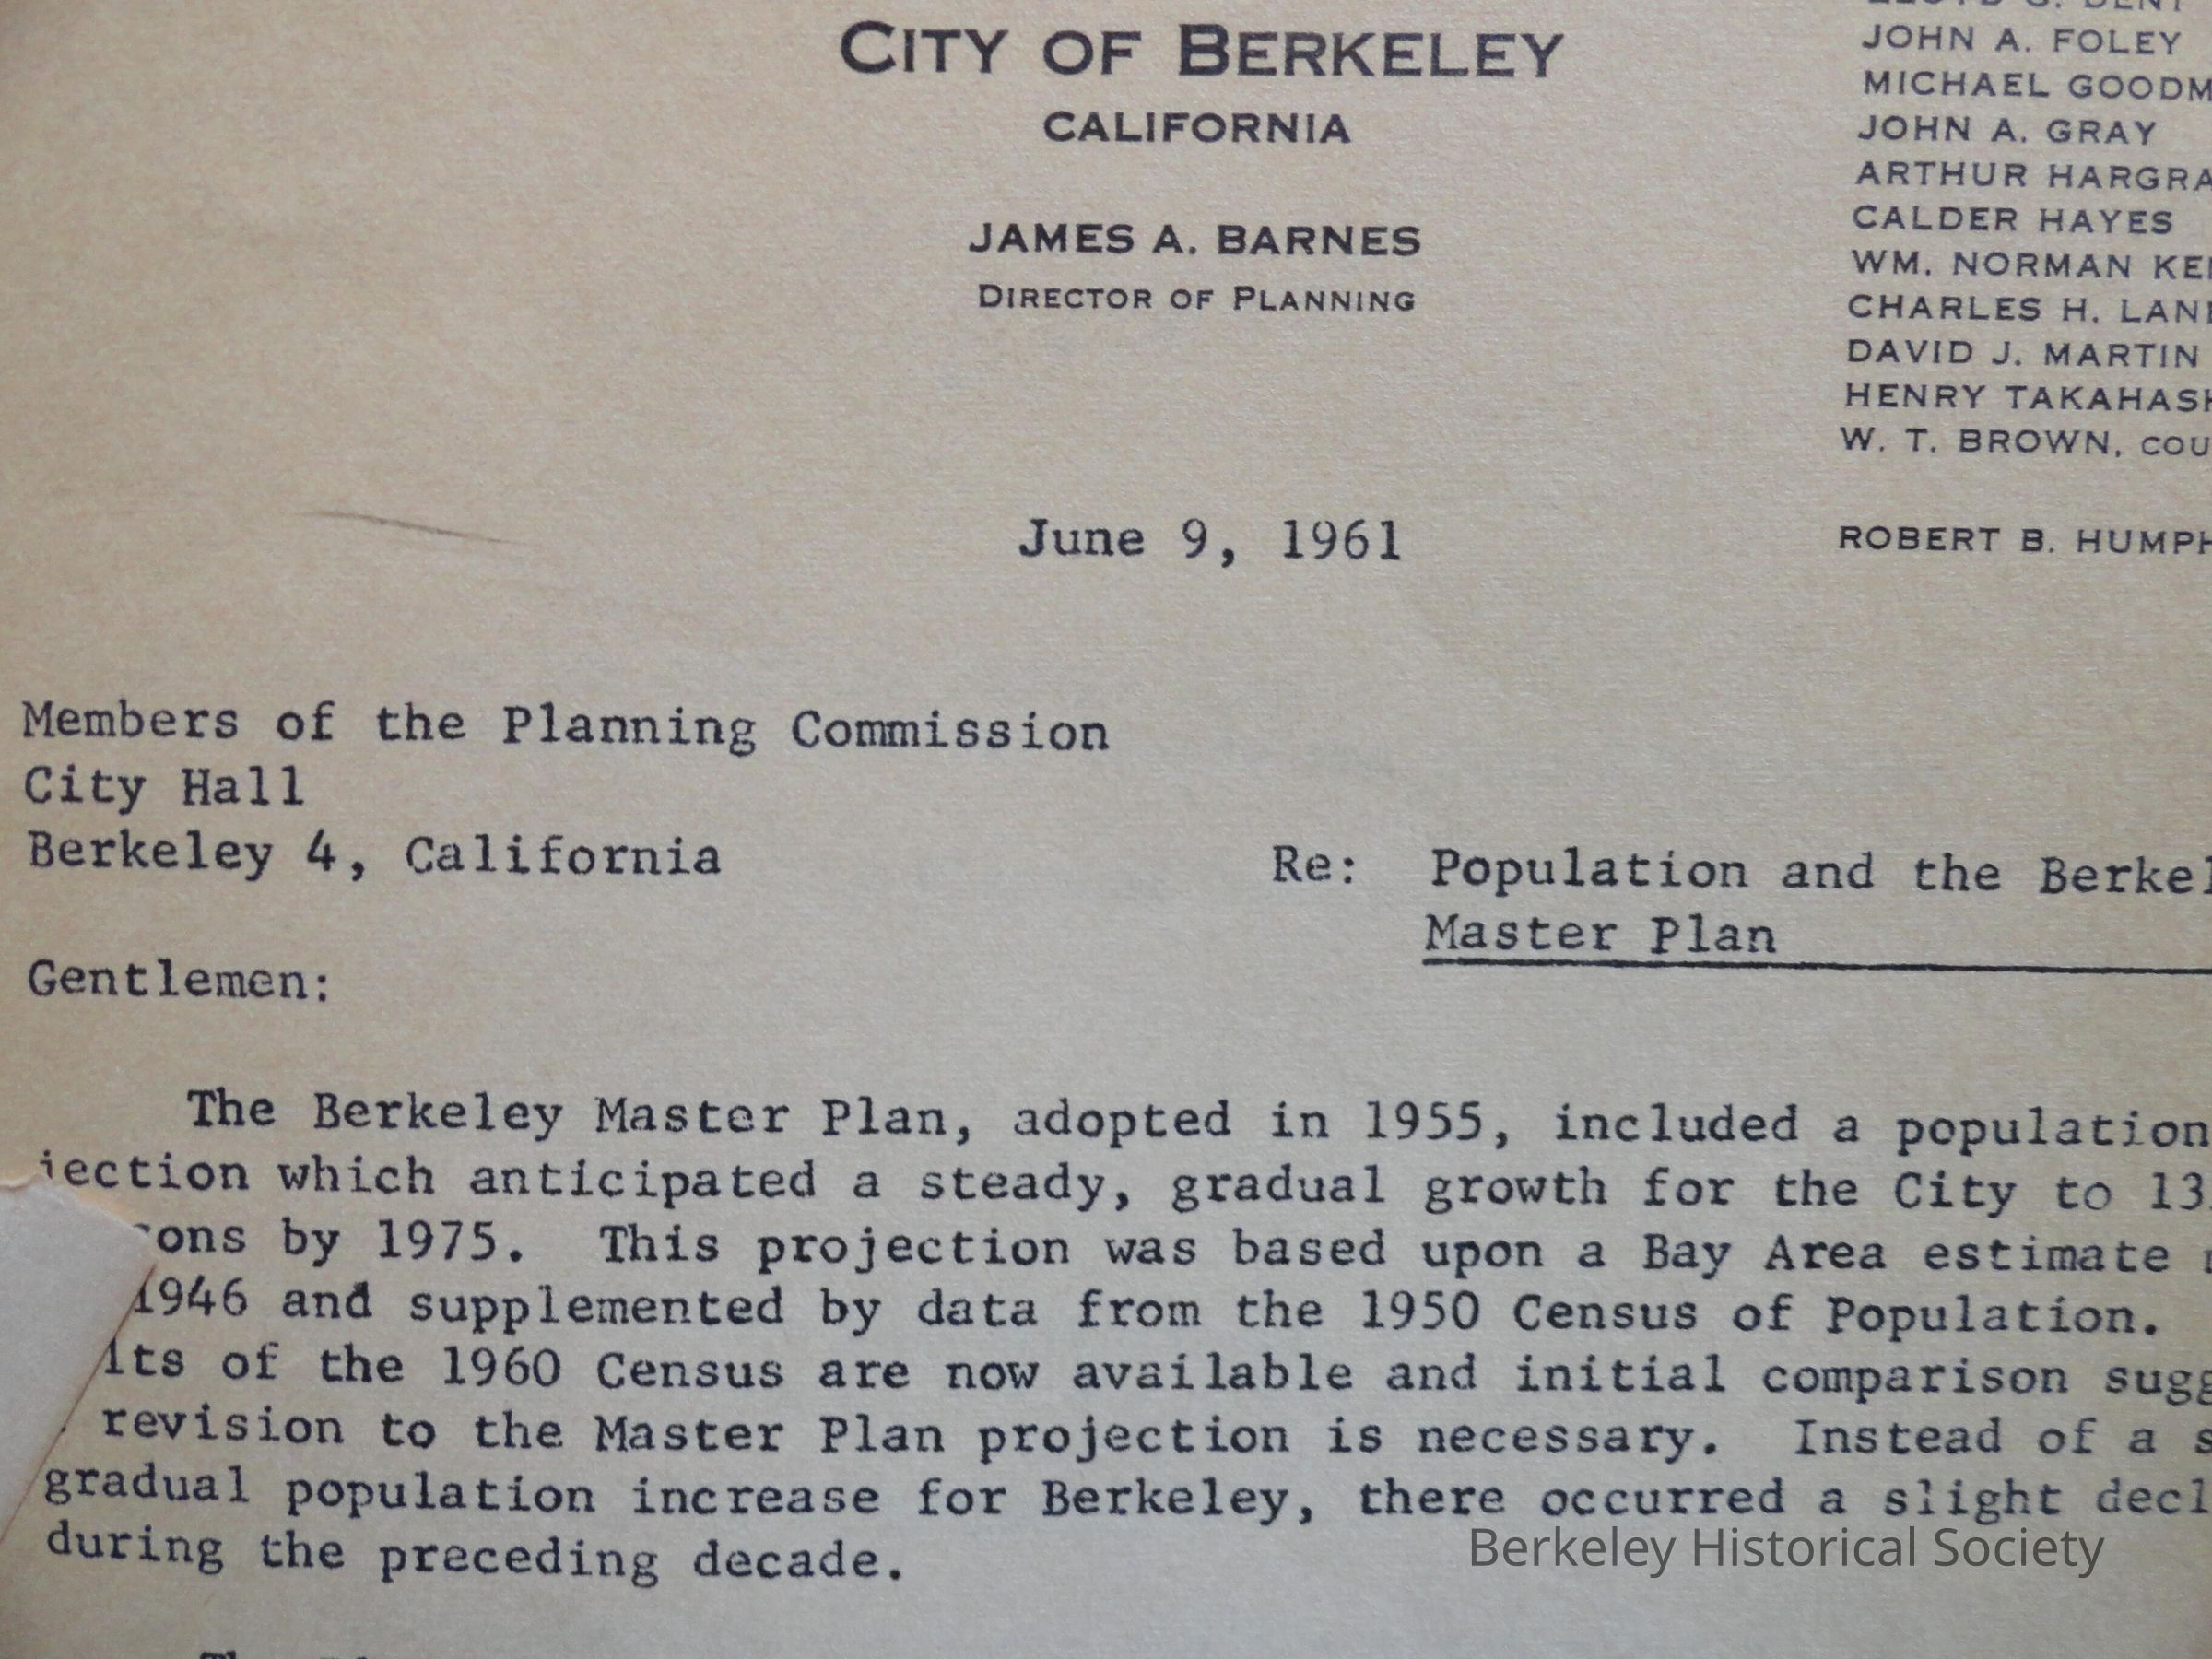 CITY OF BERKELEY
CALIFORNIA
JAMES A. BARNES
DIRECTOR OF PLANNING
JOHN A. FOLEY
MICHAEL GOODM
JOHN A. GRAY
ARTHUR HARGRA
CALDER HAYES
WM. NORMAN KE
CHARLES H. LAN
DAVID J. MARTIN
HENRY TAKAHASH
W. T. BROWN, COU
ROBERT B. HUMPH
June 9, 1961
Members of the Planning Commission
City Hall
Berkeley 4, California
Re: Population and the Berkel
Master Plan
Gentlemen:
The Berkeley Master Plan, adopted in 1955, included a population
jection which anticipated a steady, gradual growth for the City to 13
ons by 1975. This projection was based upon a Bay Area estimate
1946 and supplemented by data from the 1950 Census of Population.
lts of the 1960 Census are now available and initial comparison sugg
revision to the Master Plan projection is necessary. Instead of a s
gradual population increase for Berkeley, there occurred a slight decl
during the preceding decade.
Berkeley Historical Society